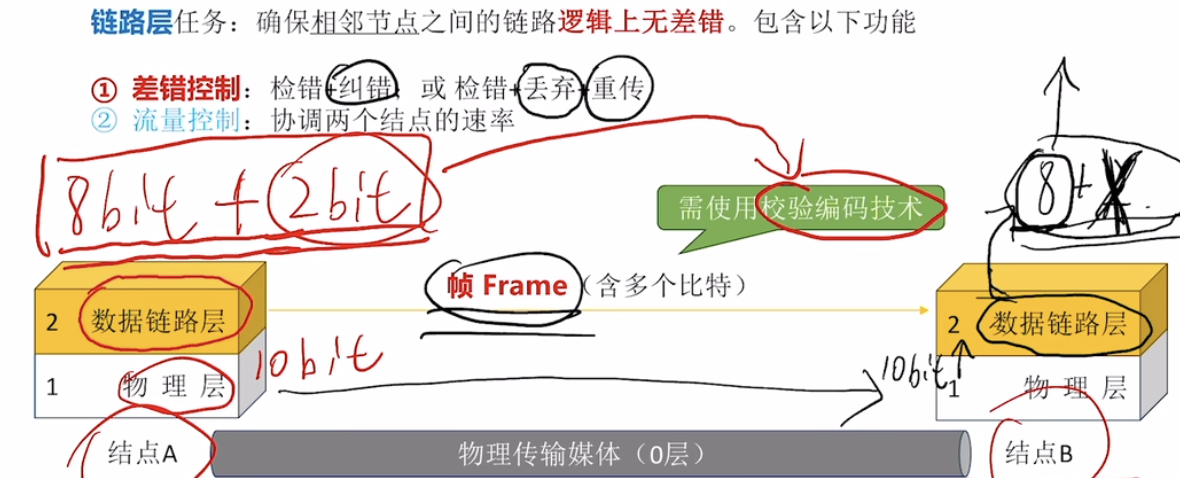 链路层任务：确保相邻节点之间的链路逻辑上无差错。包含以下功能
① 差错控制：检错+纠错；或 检错+丢弃+重传
② 流量控制：协调两个结点的速率
8bit + 2bit
8 +
需使用校验编码技术
帧 Frame（含多个比特）
2 数据链路层
2 数据链路层
10bit
10bit
1 物 理 层
1 物 理 层
结点A
物理传输媒体（0层）
结点B